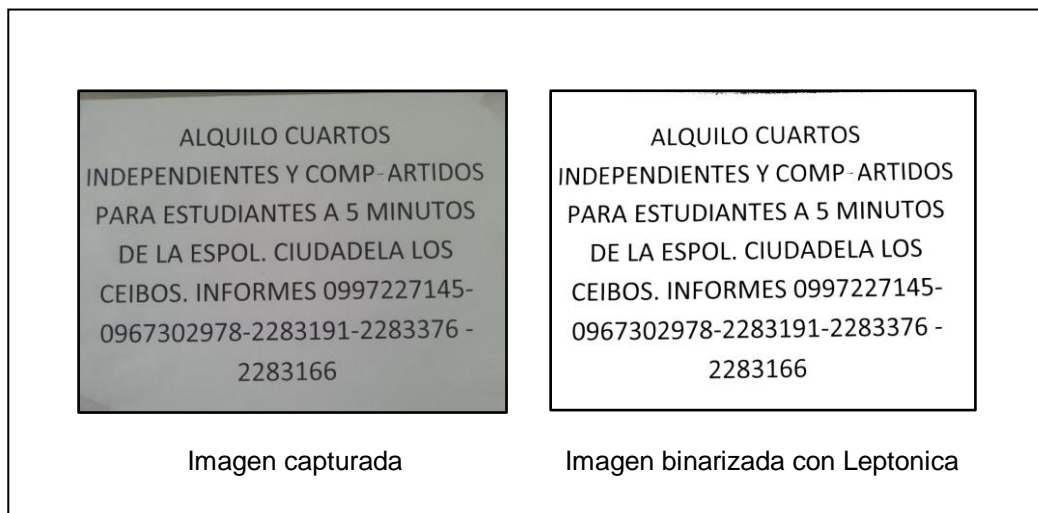 ALQUILO CUARTOS
INDEPENDIENTES Y COMP-ARTIDOS
PARA ESTUDIANTES A 5 MINUTOS
DE LA ESPOL. CIUDADELA LOS
CEIBOS. INFORMES 0997227145-
0967302978-2283191-2283376 -
2283166
Imagen capturada
ALQUILO CUARTOS
INDEPENDIENTES Y COMP-ARTIDOS
PARA ESTUDIANTES A 5 MINUTOS
DE LA ESPOL. CIUDADELA LOS
CEIBOS. INFORMES 0997227145-
0967302978-2283191-2283376 -
2283166
Imagen binarizada con Leptonica